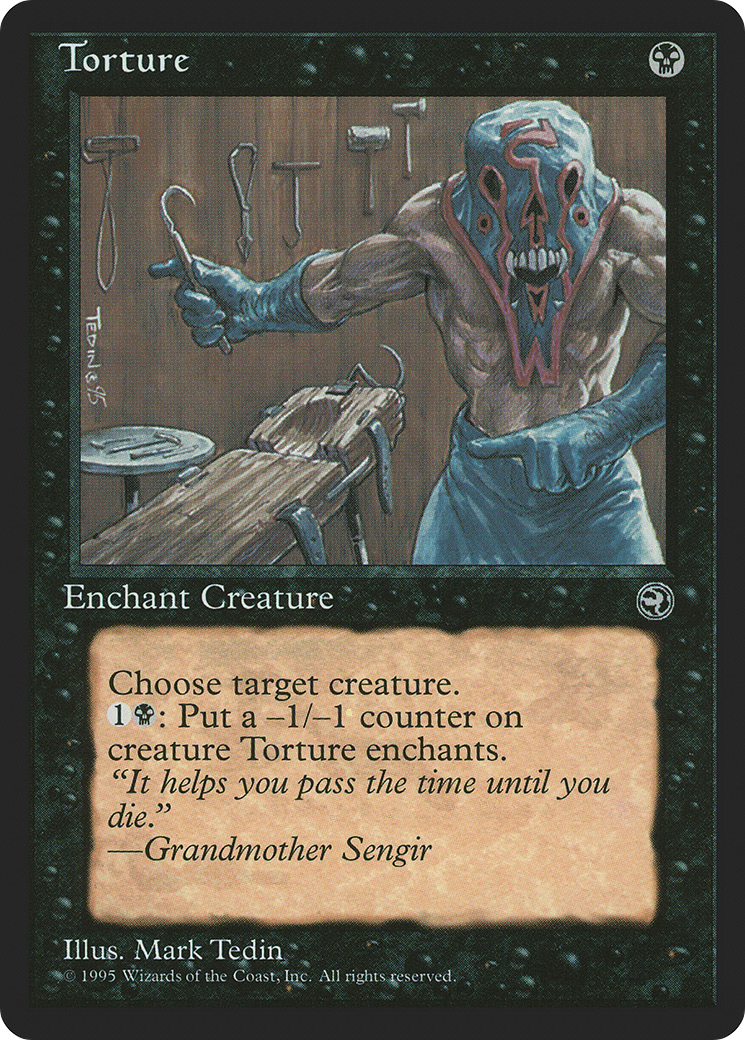 Torture
TEDIN © 95
Enchant Creature
Choose target creature.
1: Put a –1/–1 counter on
creature Torture enchants.
“It helps you pass the time until you
die.”
—Grandmother Sengir
Illus. Mark Tedin
© 1995 Wizards of the Coast, Inc. All rights reserved.